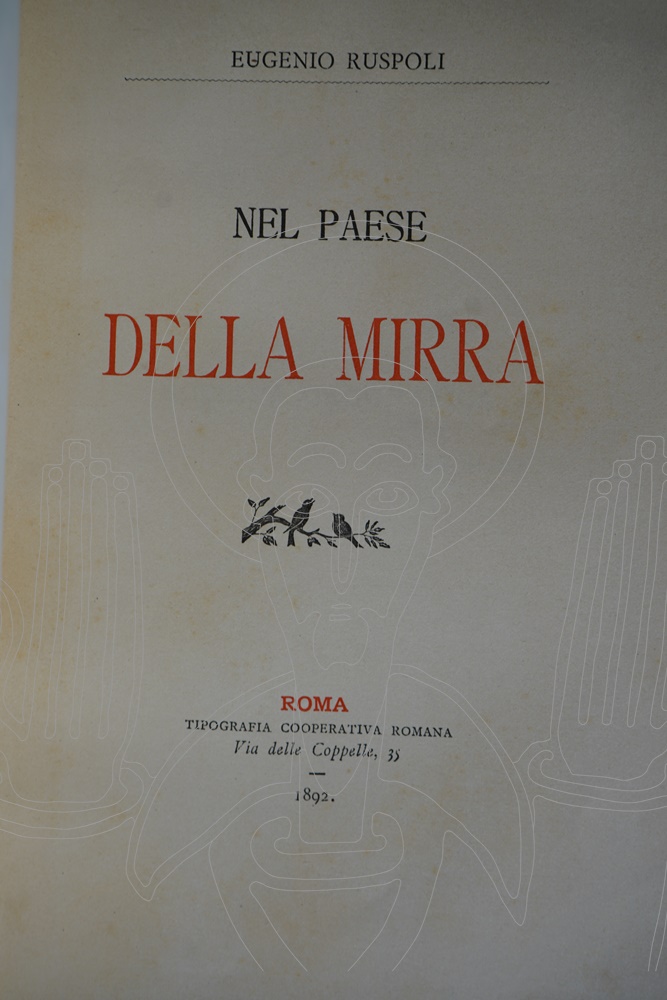 EUGENIO RUSPOLI
NEL PAESE
DELLA MIRRA
ROMA
TIPOGRAFIA COOPERATIVA ROMANA
Via delle Coppelle, 35
1892.